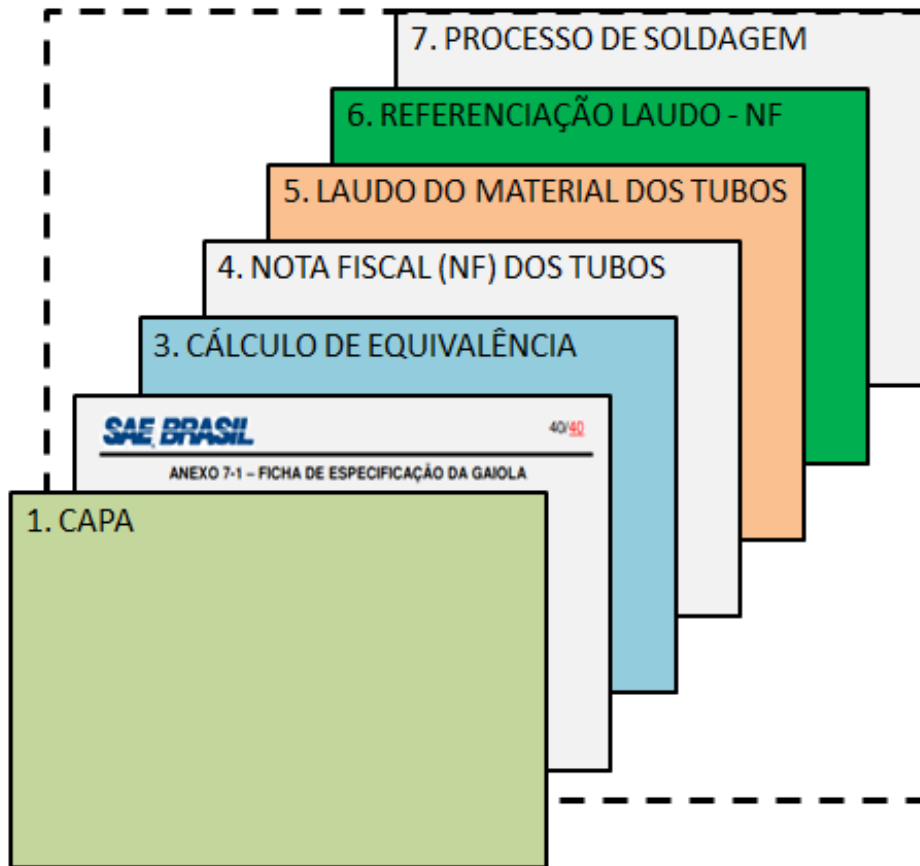 7. PROCESSO DE SOLDAGEM
6. REFERENCIAÇÃO LAUDO - NF
5. LAUDO DO MATERIAL DOS TUBOS
4. NOTA FISCAL (NF) DOS TUBOS
3. CÁLCULO DE EQUIVALÊNCIA
SAE BRASIL 40/40
ANEXO 7-1 – FICHA DE ESPECIFICAÇÃO DA GAIOLA
1. CAPA